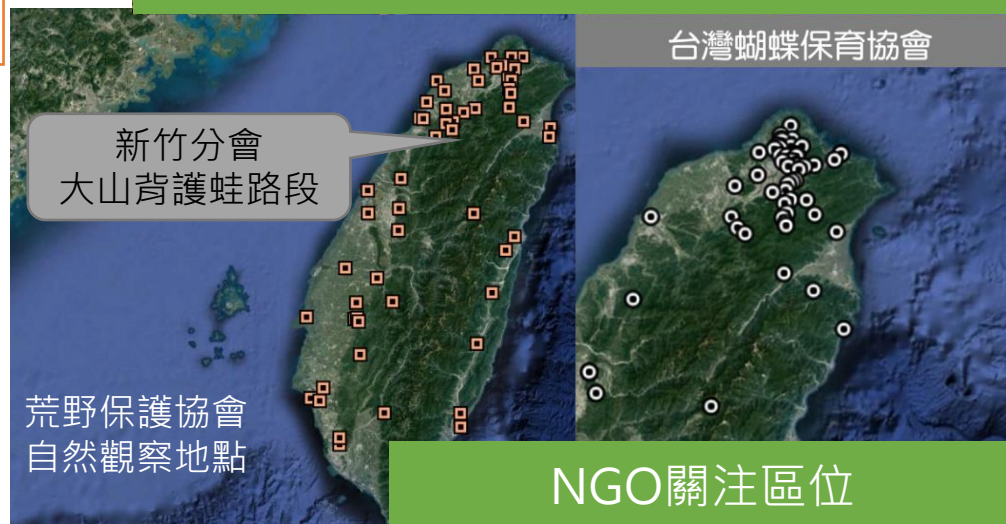 台灣蝴蝶保育協會
新竹分會
大山背護蛙路段
荒野保護協會
自然觀察地點
NGO關注區位